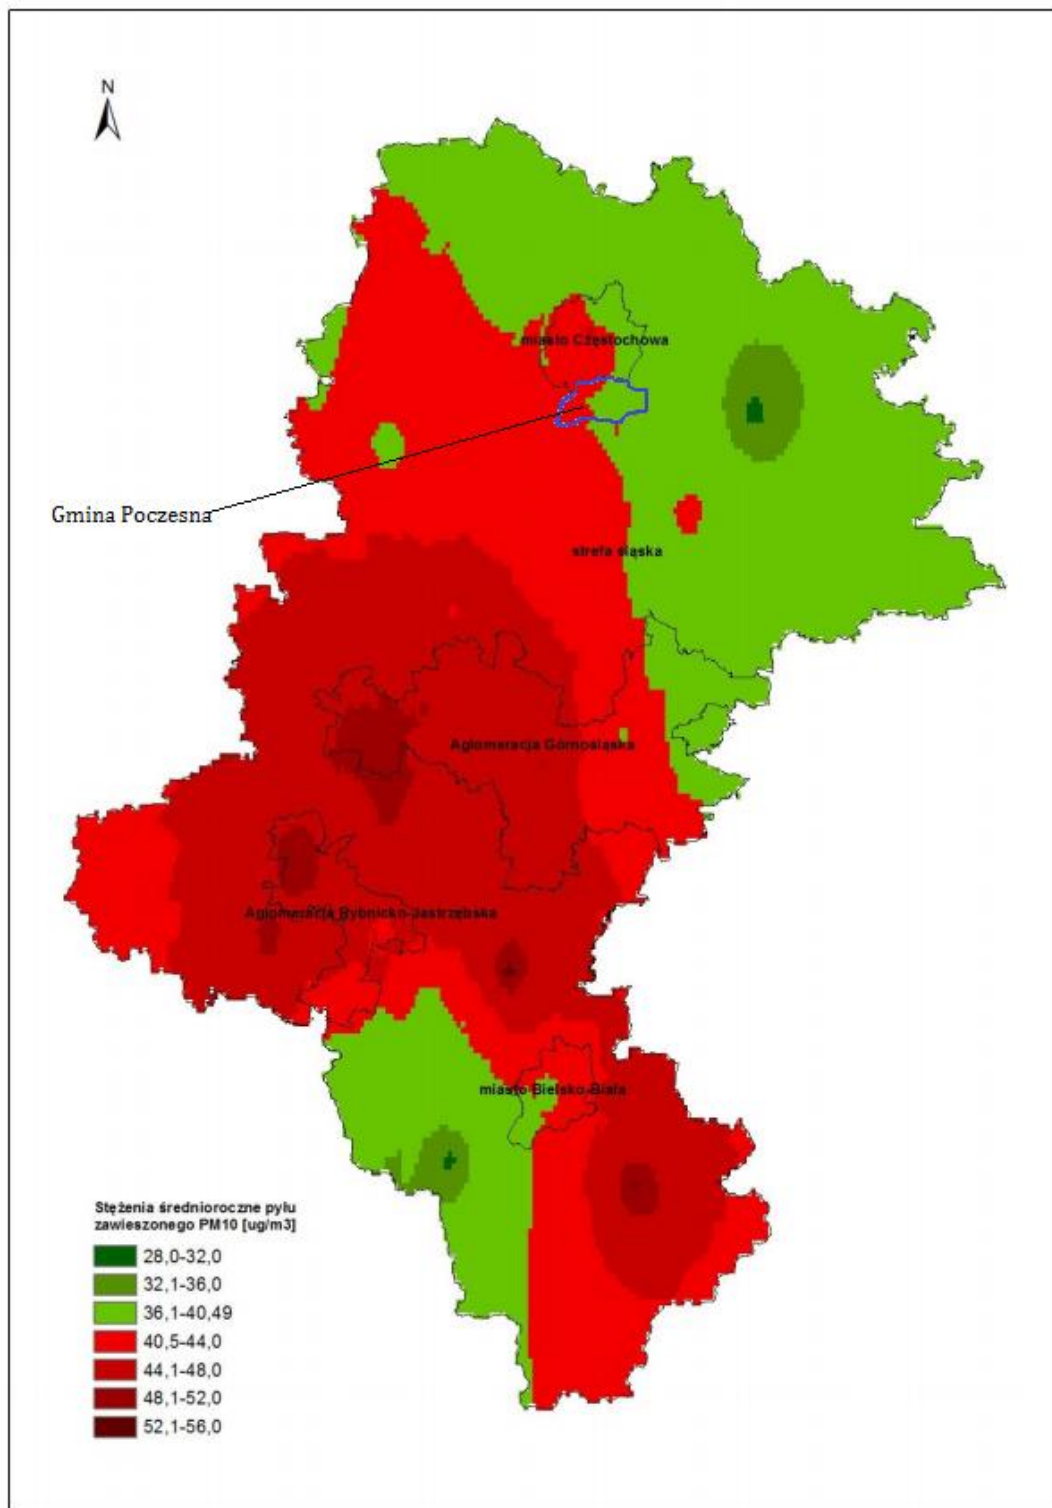 N
miasto Częstochowa
Gmina Poczesna
strefa śląska
Aglomeracja Górnośląska
Aglomeracja Rybnicko-Jastrzębska
miasto Bielsko-Biała
Stężenia średnioroczne pyłu
zawieszonego PM10 [ug/m3]
28,0-32,0
32,1-36,0
36,1-40,49
40,5-44,0
44,1-48,0
48,1-52,0
52,1-56,0